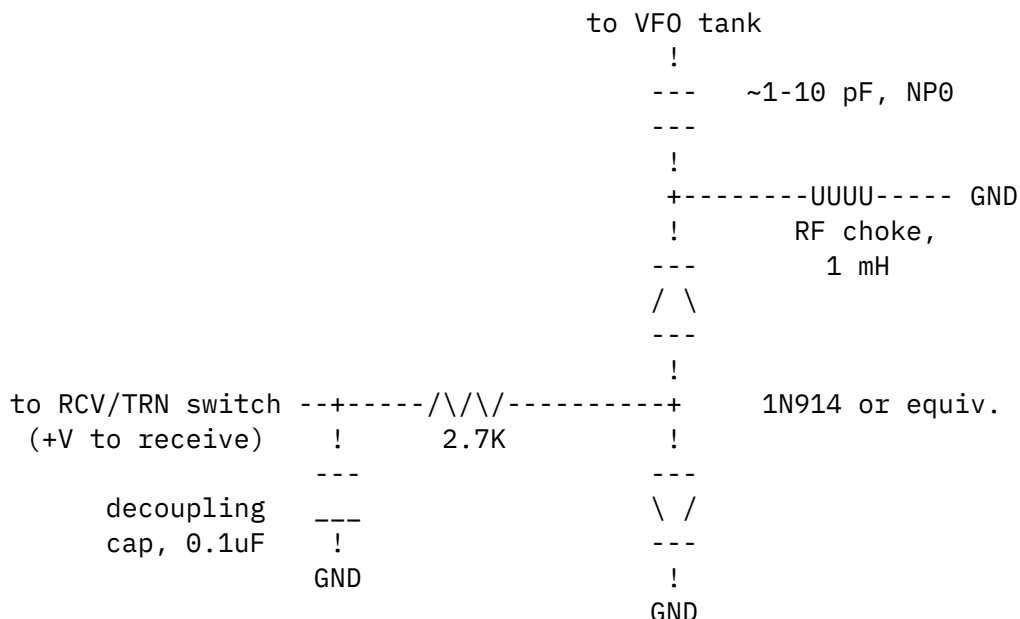 to VFO tank
~1-10 pF, NP0
GND
RF choke,
1 mH
to RCV/TRN switch
1N914 or equiv.
(+V to receive)
2.7K
decoupling
cap, 0.1uF
GND
GND